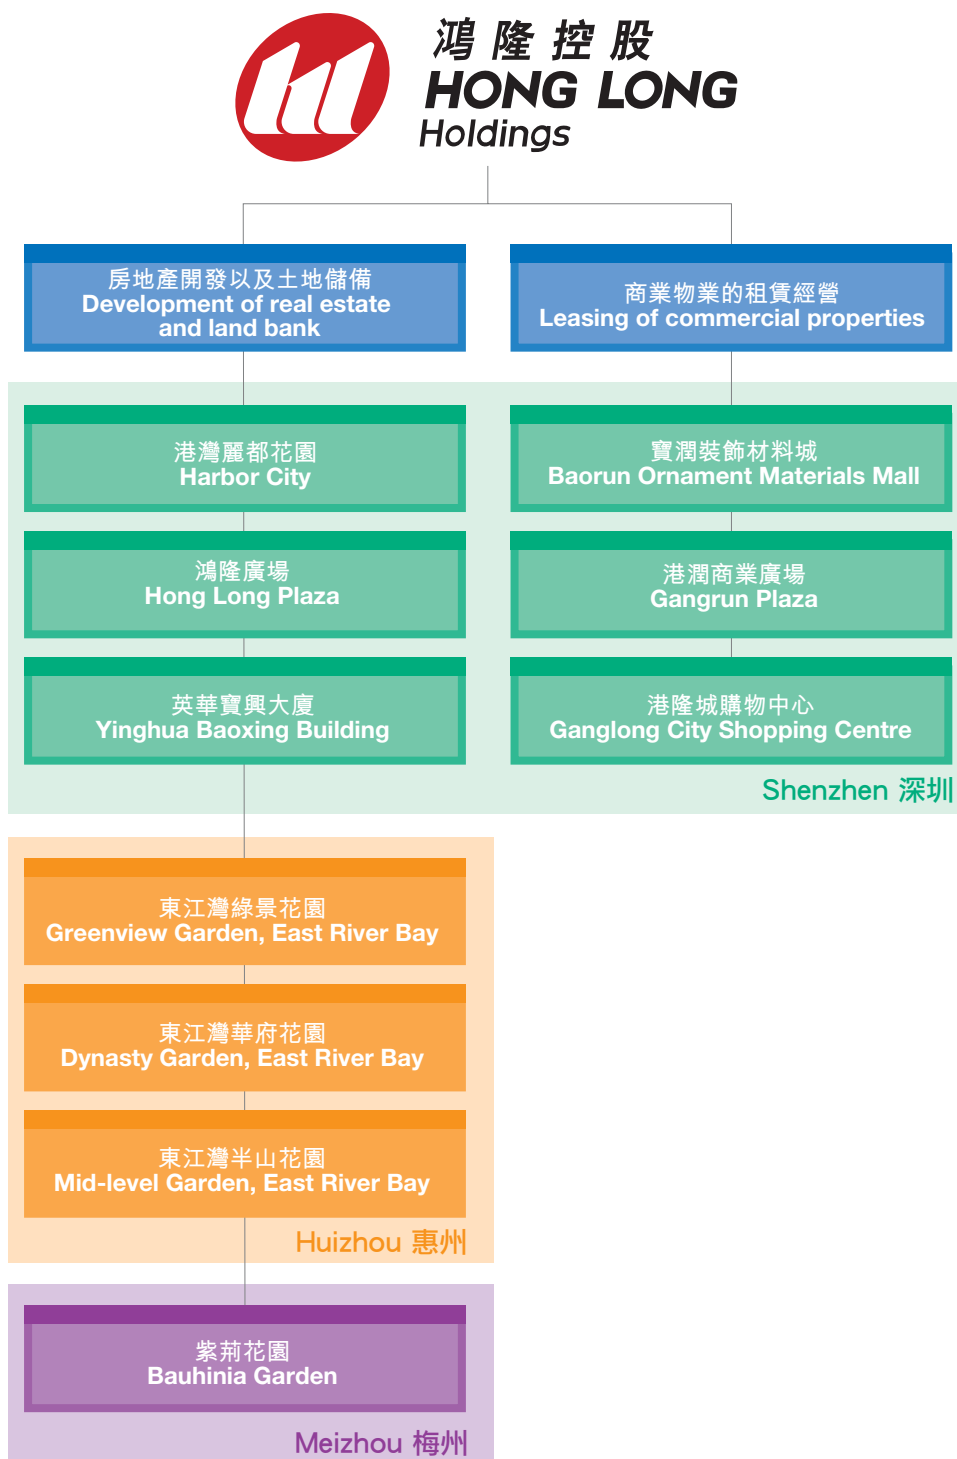 鴻隆控股
HONG LONG
Holdings
房地產開發以及土地儲備
Development of real estate
and land bank
商業物業的租賃經營
Leasing of commercial properties
港灣麗都花園
Harbor City
寶潤裝飾材料城
Baorun Ornament Materials Mall
鴻隆廣場
Hong Long Plaza
港潤商業廣場
Gangrun Plaza
英華寶興大廈
Yinghua Baoxing Building
港隆城購物中心
Ganglong City Shopping Centre
Shenzhen 深圳
東江灣綠景花園
Greenview Garden, East River Bay
東江灣華府花園
Dynasty Garden, East River Bay
東江灣半山花園
Mid-level Garden, East River Bay
Huizhou 惠州
紫荊花園
Bauhinia Garden
Meizhou 梅州